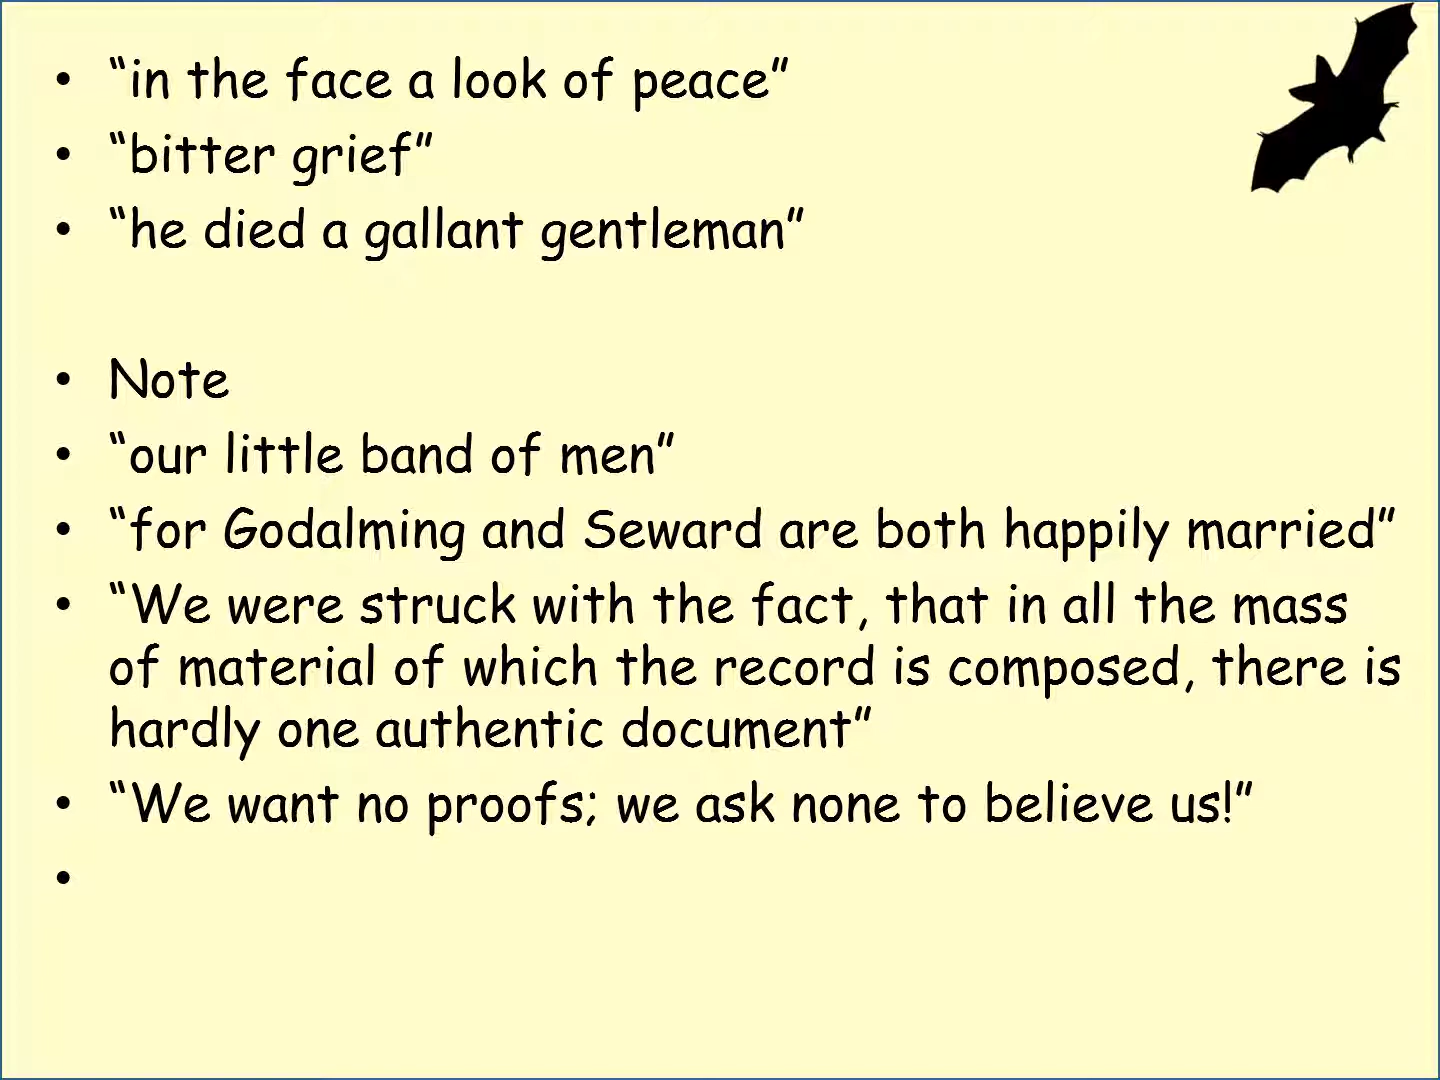 • “in the face a look of peace”
• “bitter grief”
• “he died a gallant gentleman”
• Note
• “our little band of men”
• “for Godalming and Seward are both happily married”
• “We were struck with the fact, that in all the mass
of material of which the record is composed, there is
hardly one authentic document”
• “We want no proofs; we ask none to believe us!”
•